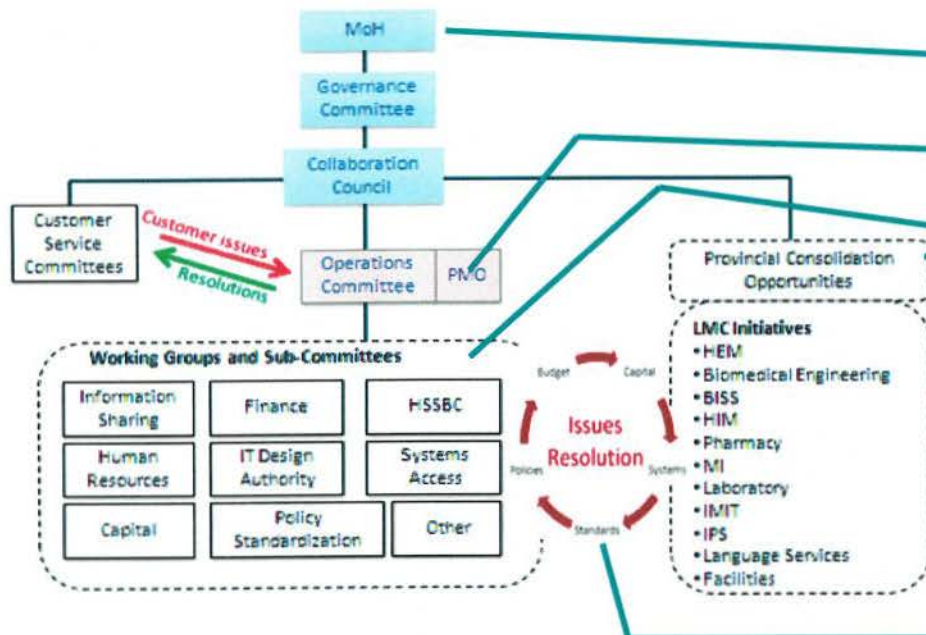 MoH
Governance
Committee
Collaboration
Council
Customer
Service
Committees
Customer issues
Resolutions
Operations
Committee
PMO
Provincial Consolidation
Opportunities
Working Groups and Sub-Committees
Information
Sharing
Finance
HSSBC
Human
Resources
IT Design
Authority
Systems
Access
Capital
Policy
Standardization
Other
Budget
Capital
Issues
Resolution
Policies
Systems
Standards
LMC Initiatives
• HEM
• Biomedical Engineering
• BISS
• HIM
• Pharmacy
• MI
• Laboratory
• IMIT
• IPS
• Language Services
• Facilities